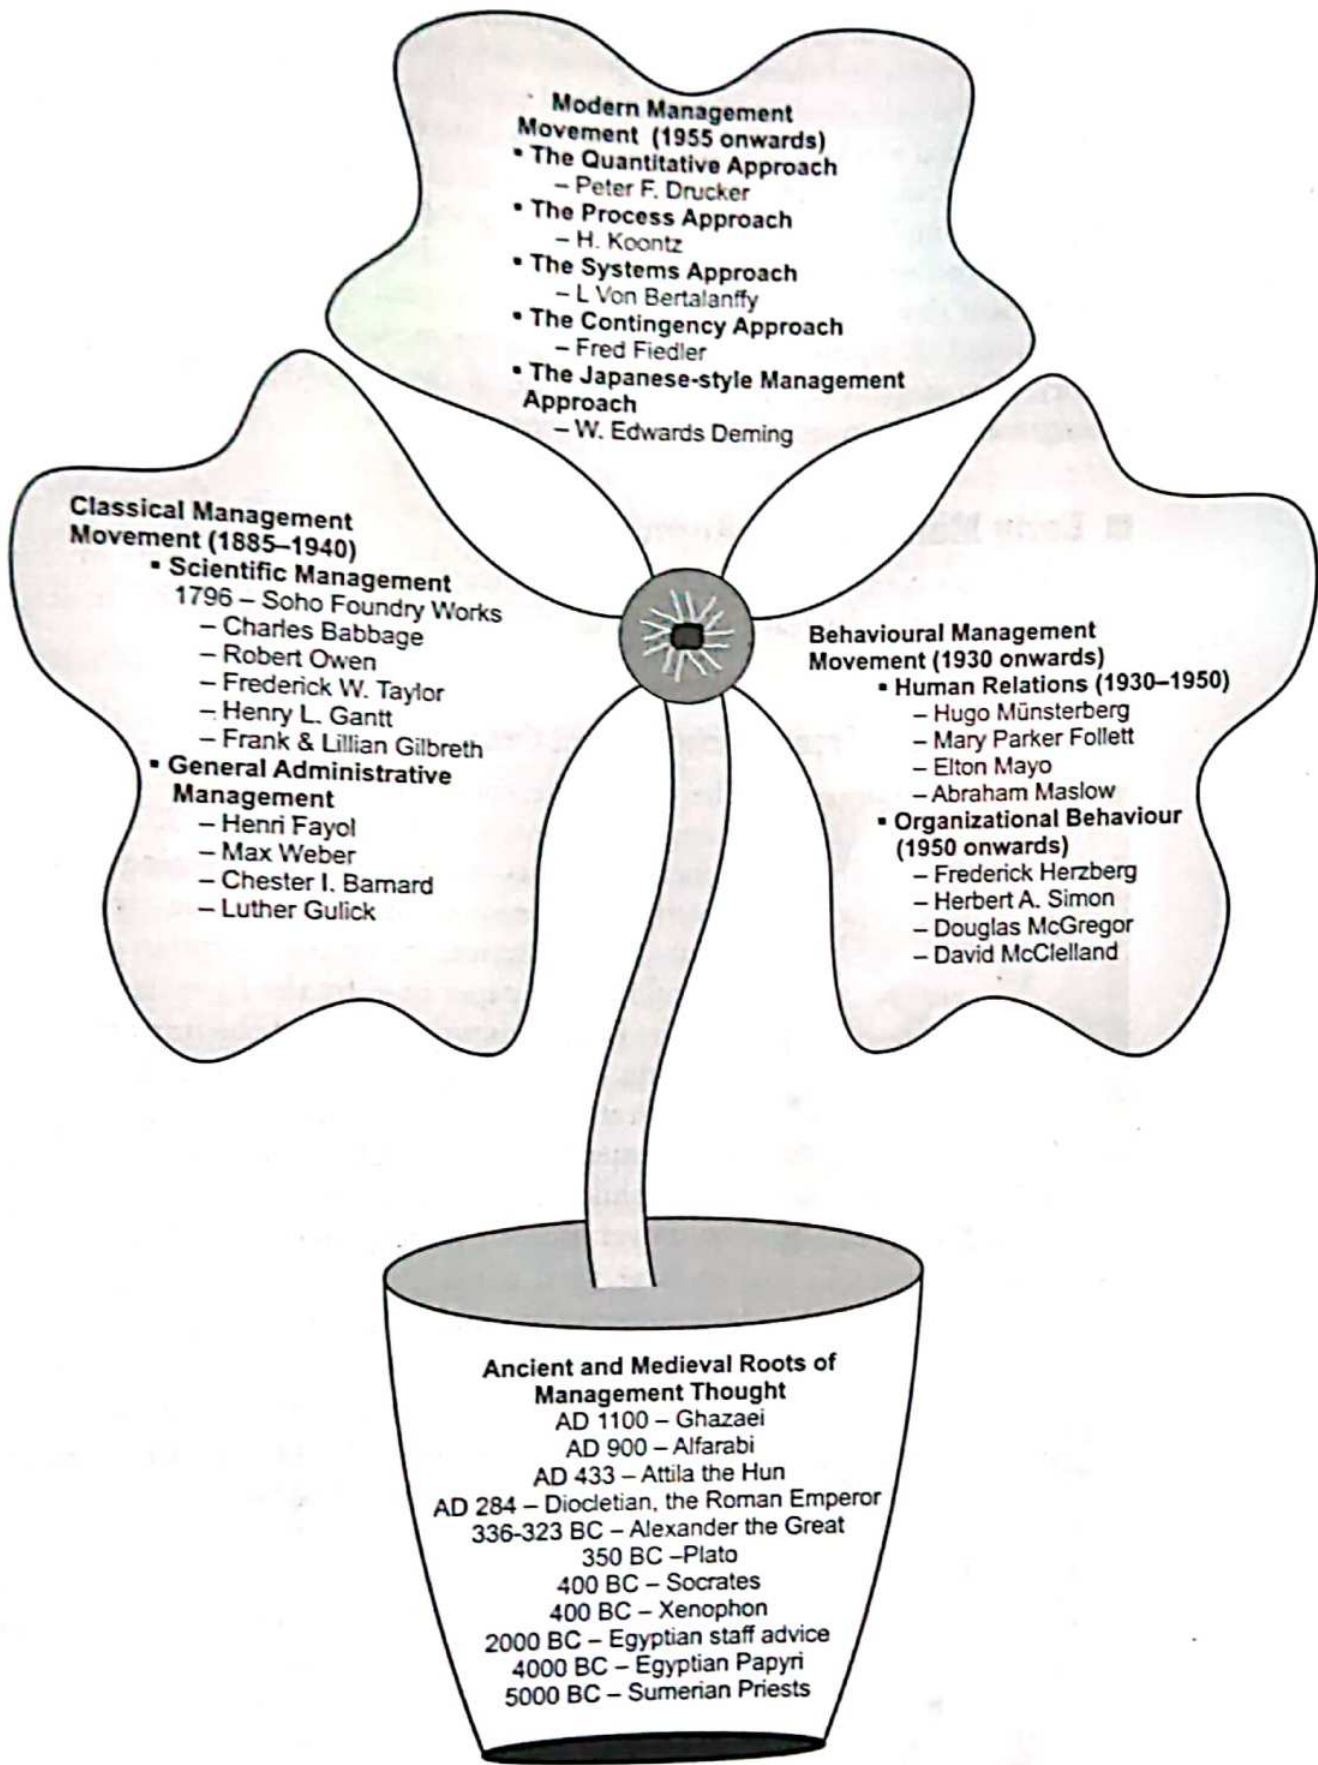 Modern Management
Movement (1955 onwards)
▪ The Quantitative Approach
– Peter F. Drucker
▪ The Process Approach
– H. Koontz
▪ The Systems Approach
– L Von Bertalanffy
▪ The Contingency Approach
– Fred Fiedler
▪ The Japanese-style Management
Approach
– W. Edwards Deming
Classical Management
Movement (1885–1940)
▪ Scientific Management
1796 – Soho Foundry Works
– Charles Babbage
– Robert Owen
– Frederick W. Taylor
– Henry L. Gantt
– Frank & Lillian Gilbreth
▪ General Administrative
Management
– Henri Fayol
– Max Weber
– Chester I. Barnard
– Luther Gulick
Behavioural Management
Movement (1930 onwards)
▪ Human Relations (1930–1950)
– Hugo Münsterberg
– Mary Parker Follett
– Elton Mayo
– Abraham Maslow
▪ Organizational Behaviour
(1950 onwards)
– Frederick Herzberg
– Herbert A. Simon
– Douglas McGregor
– David McClelland
Ancient and Medieval Roots of
Management Thought
AD 1100 – Ghazaei
AD 900 – Alfarabi
AD 433 – Attila the Hun
AD 284 – Diocletian, the Roman Emperor
336-323 BC – Alexander the Great
350 BC –Plato
400 BC – Socrates
400 BC – Xenophon
2000 BC – Egyptian staff advice
4000 BC – Egyptian Papyri
5000 BC – Sumerian Priests